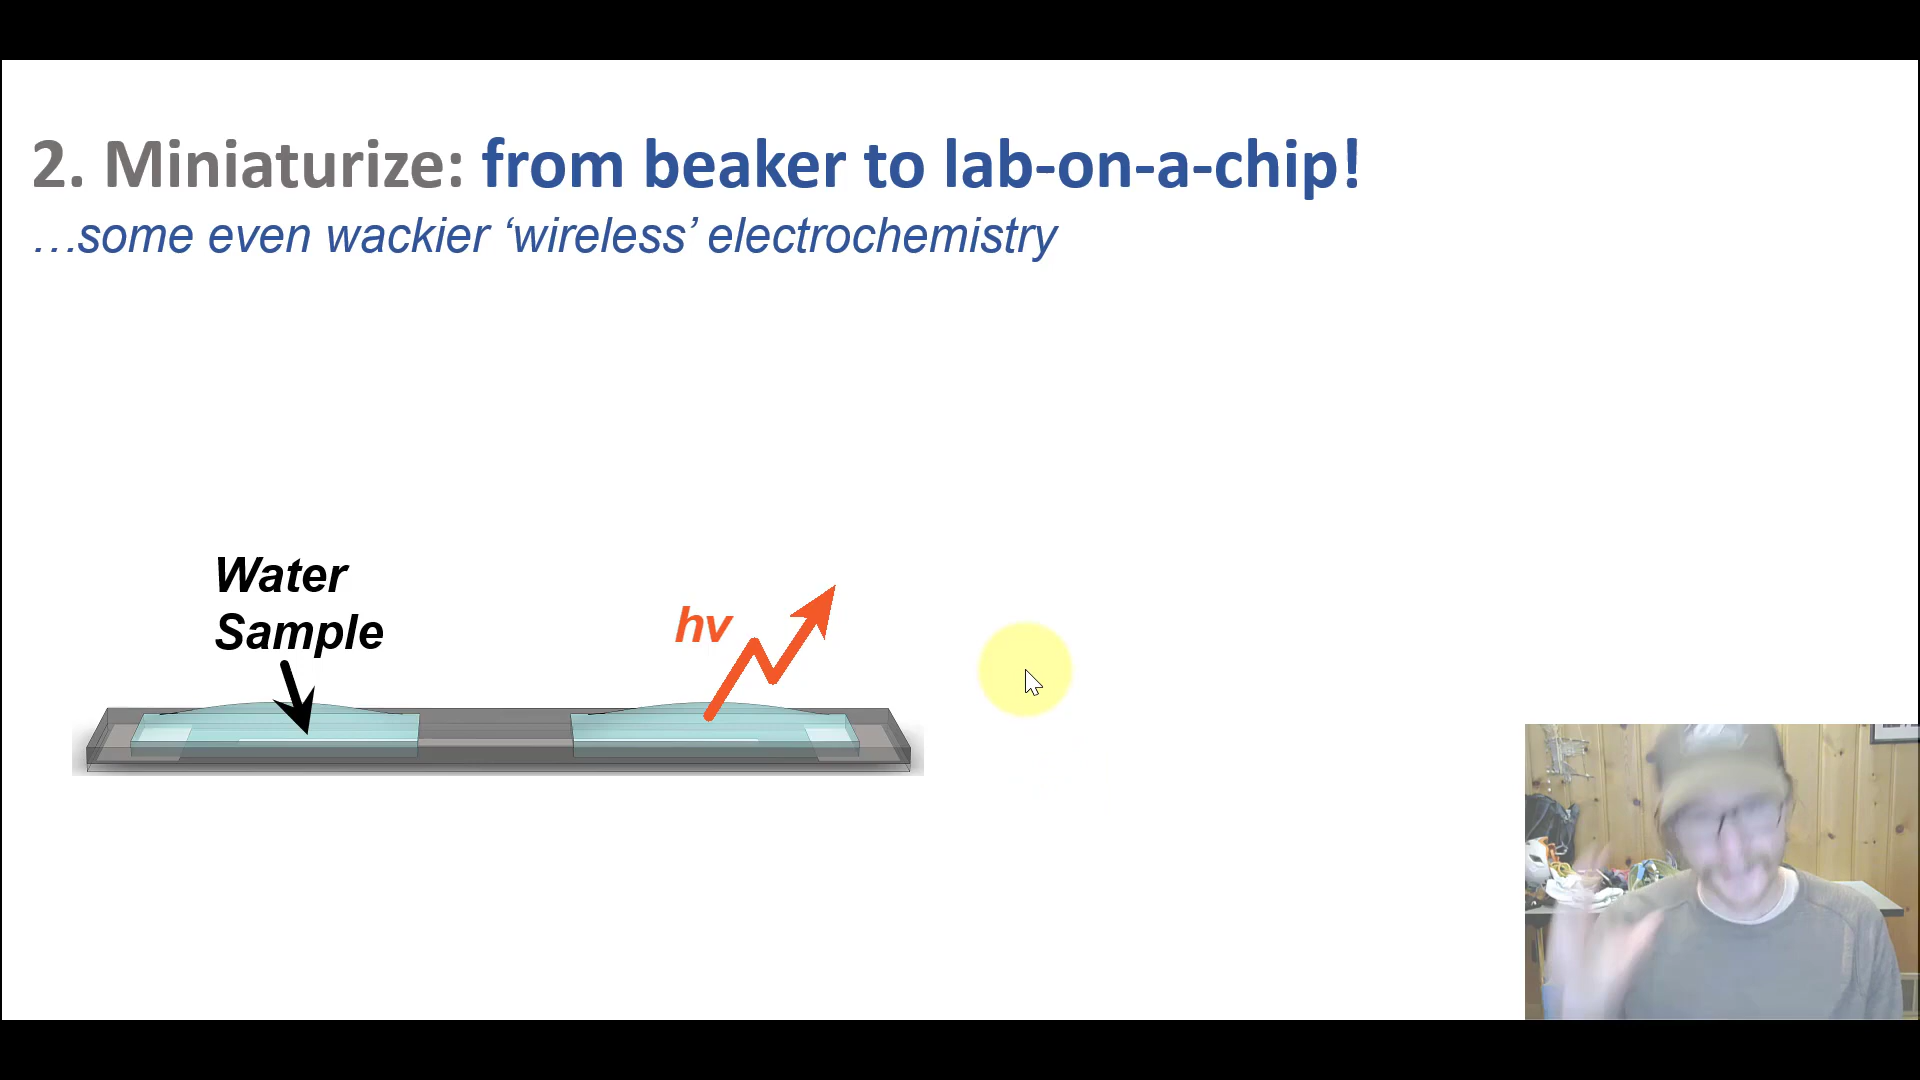 2. Miniaturize: from beaker to lab-on-a-chip!
…some even wackier ‘wireless’ electrochemistry
Water
Sample
hv